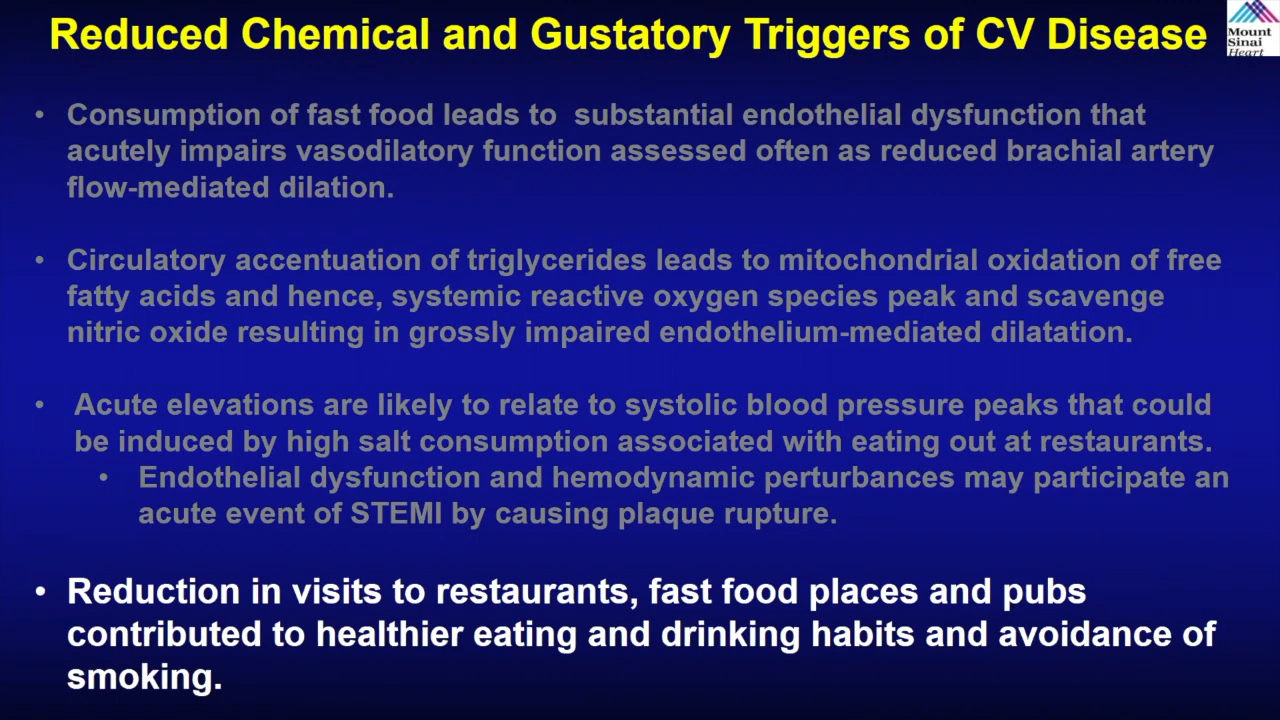 Reduced Chemical and Gustatory Triggers of CV Disease
Mount
Sinai
Heart
• Consumption of fast food leads to  substantial endothelial dysfunction that
acutely impairs vasodilatory function assessed often as reduced brachial artery
flow-mediated dilation.
• Circulatory accentuation of triglycerides leads to mitochondrial oxidation of free
fatty acids and hence, systemic reactive oxygen species peak and scavenge
nitric oxide resulting in grossly impaired endothelium-mediated dilatation.
• Acute elevations are likely to relate to systolic blood pressure peaks that could
be induced by high salt consumption associated with eating out at restaurants.
• Endothelial dysfunction and hemodynamic perturbances may participate an
acute event of STEMI by causing plaque rupture.
• Reduction in visits to restaurants, fast food places and pubs
contributed to healthier eating and drinking habits and avoidance of
smoking.